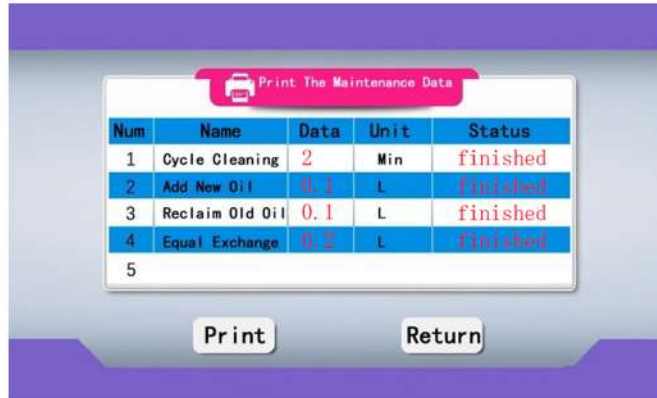 Print The Maintenance Data
Num Name Data Unit Status
1 Cycle Cleaning 2 Min finished
2 Add New Oil 0.1 L finished
3 Reclaim Old Oil 0.1 L finished
4 Equal Exchange 0.2 L finished
5
Print Return